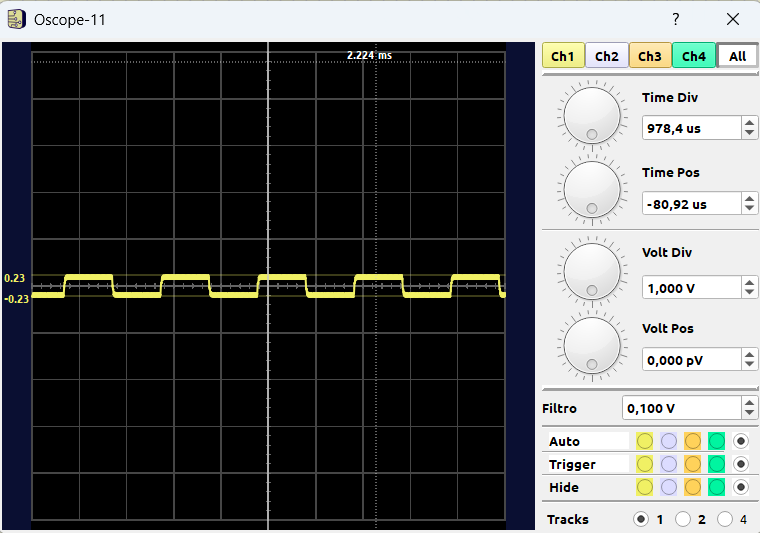 Oscope-11
?
2.224 ms
0.23
-0.23
Ch1 Ch2 Ch3 Ch4 All
Time Div
978,4 us
Time Pos
-80,92 us
Volt Div
1,000 V
Volt Pos
0,000 pV
Filtro 0,100 V
Auto
Trigger
Hide
Tracks 1 2 4